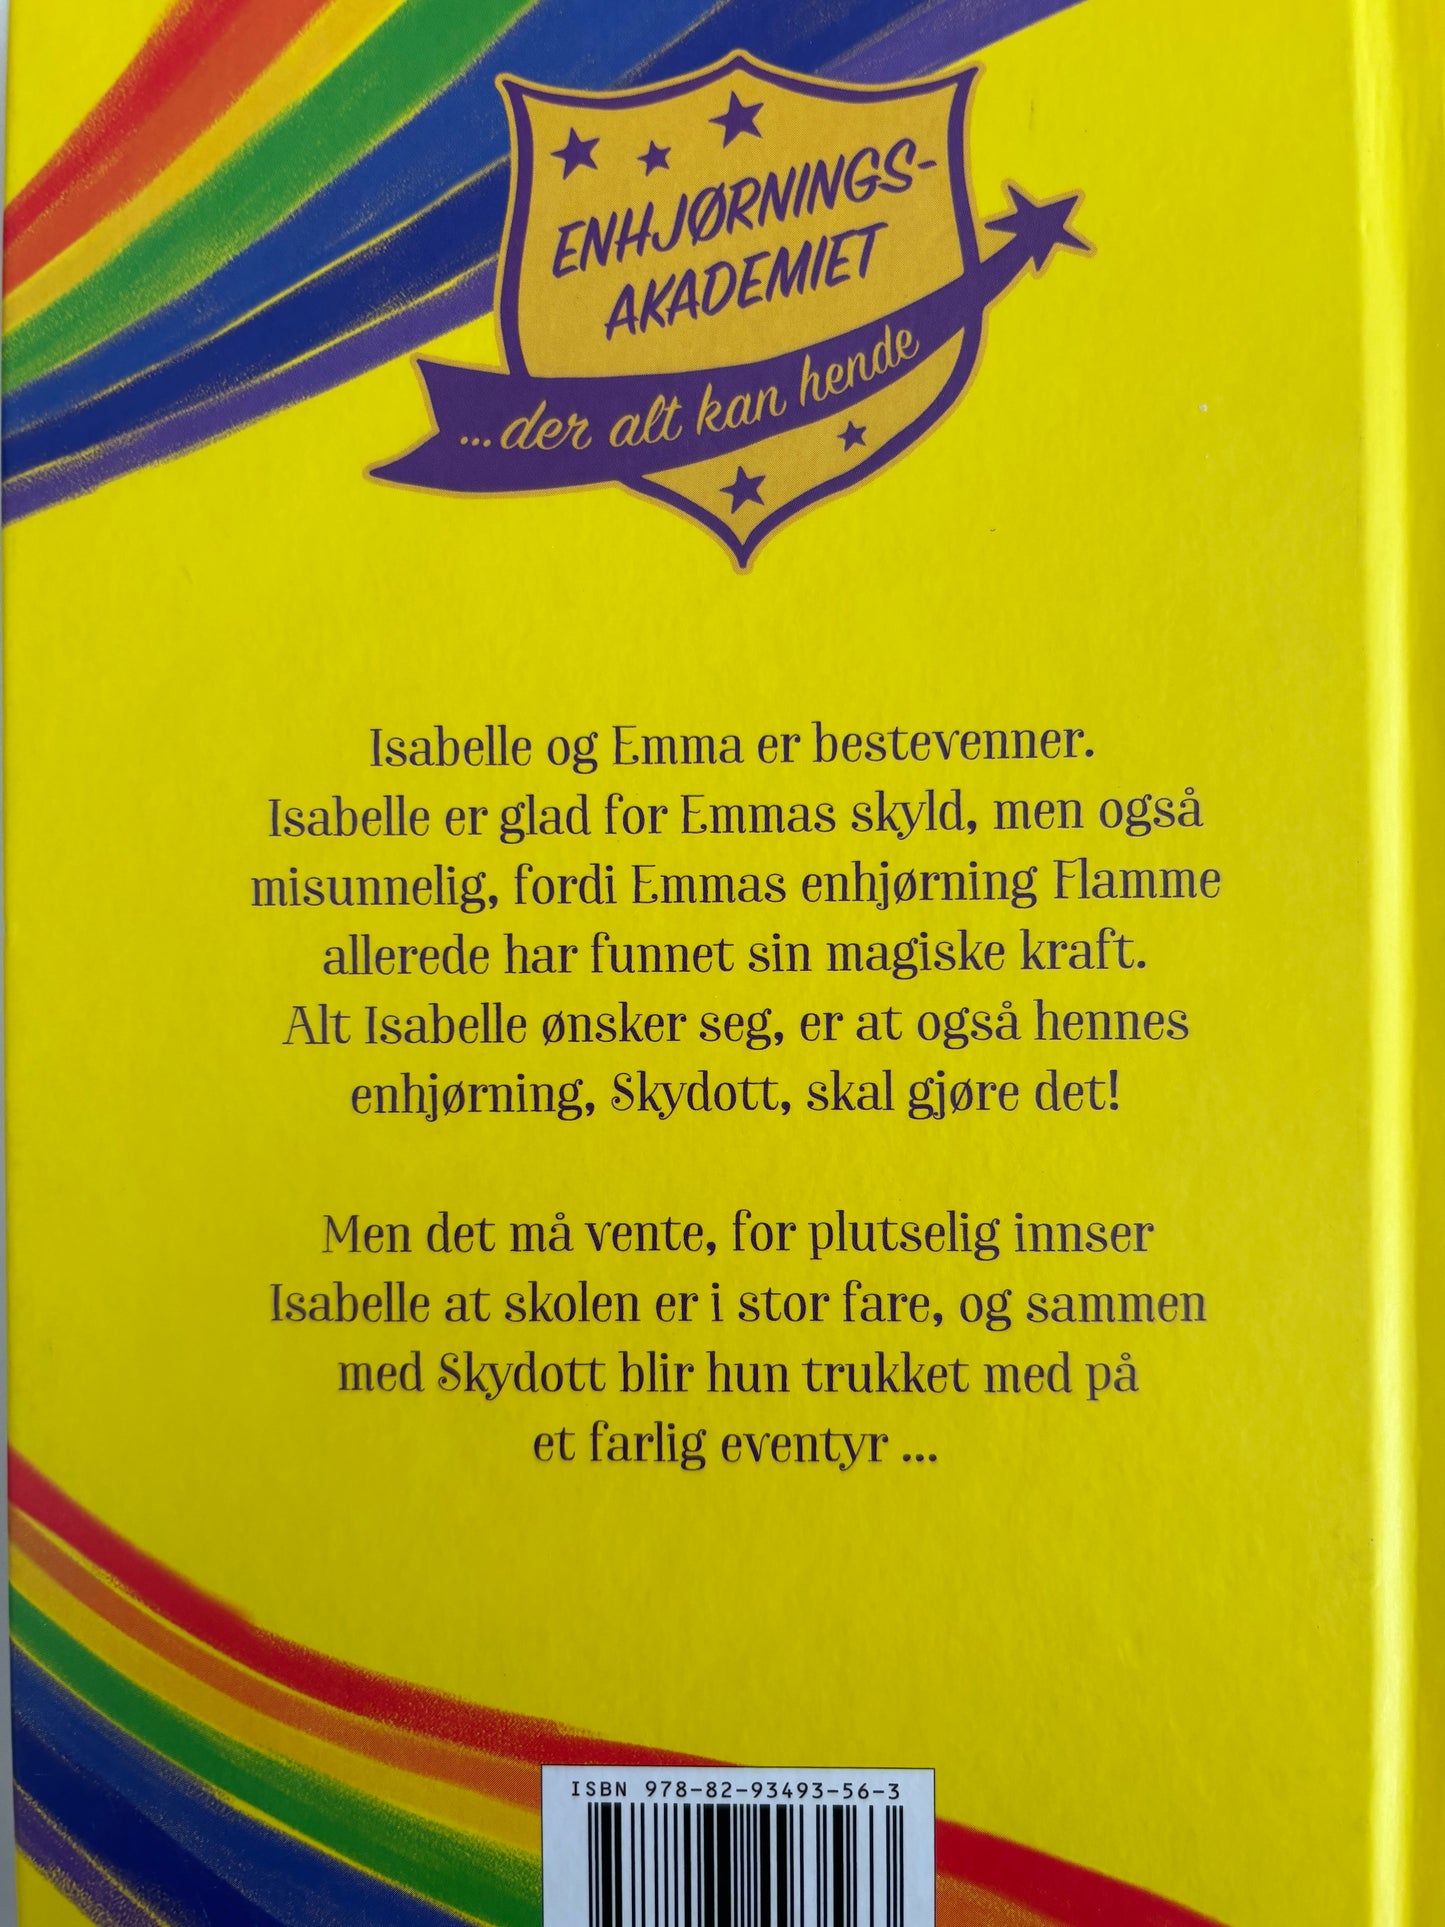 ENHJØRNINGS-
AKADEMIET
...der alt kan hende
Isabelle og Emma er bestevenner.
Isabelle er glad for Emmas skyld, men også
misunnelig, fordi Emmas enhjørning Flamme
allerede har funnet sin magiske kraft.
Alt Isabelle ønsker seg, er at også hennes
enhjørning, Skydott, skal gjøre det!
Men det må vente, for plutselig innser
Isabelle at skolen er i stor fare, og sammen
med Skydott blir hun trukket med på
et farlig eventyr ...
ISBN 978-82-93493-56-3